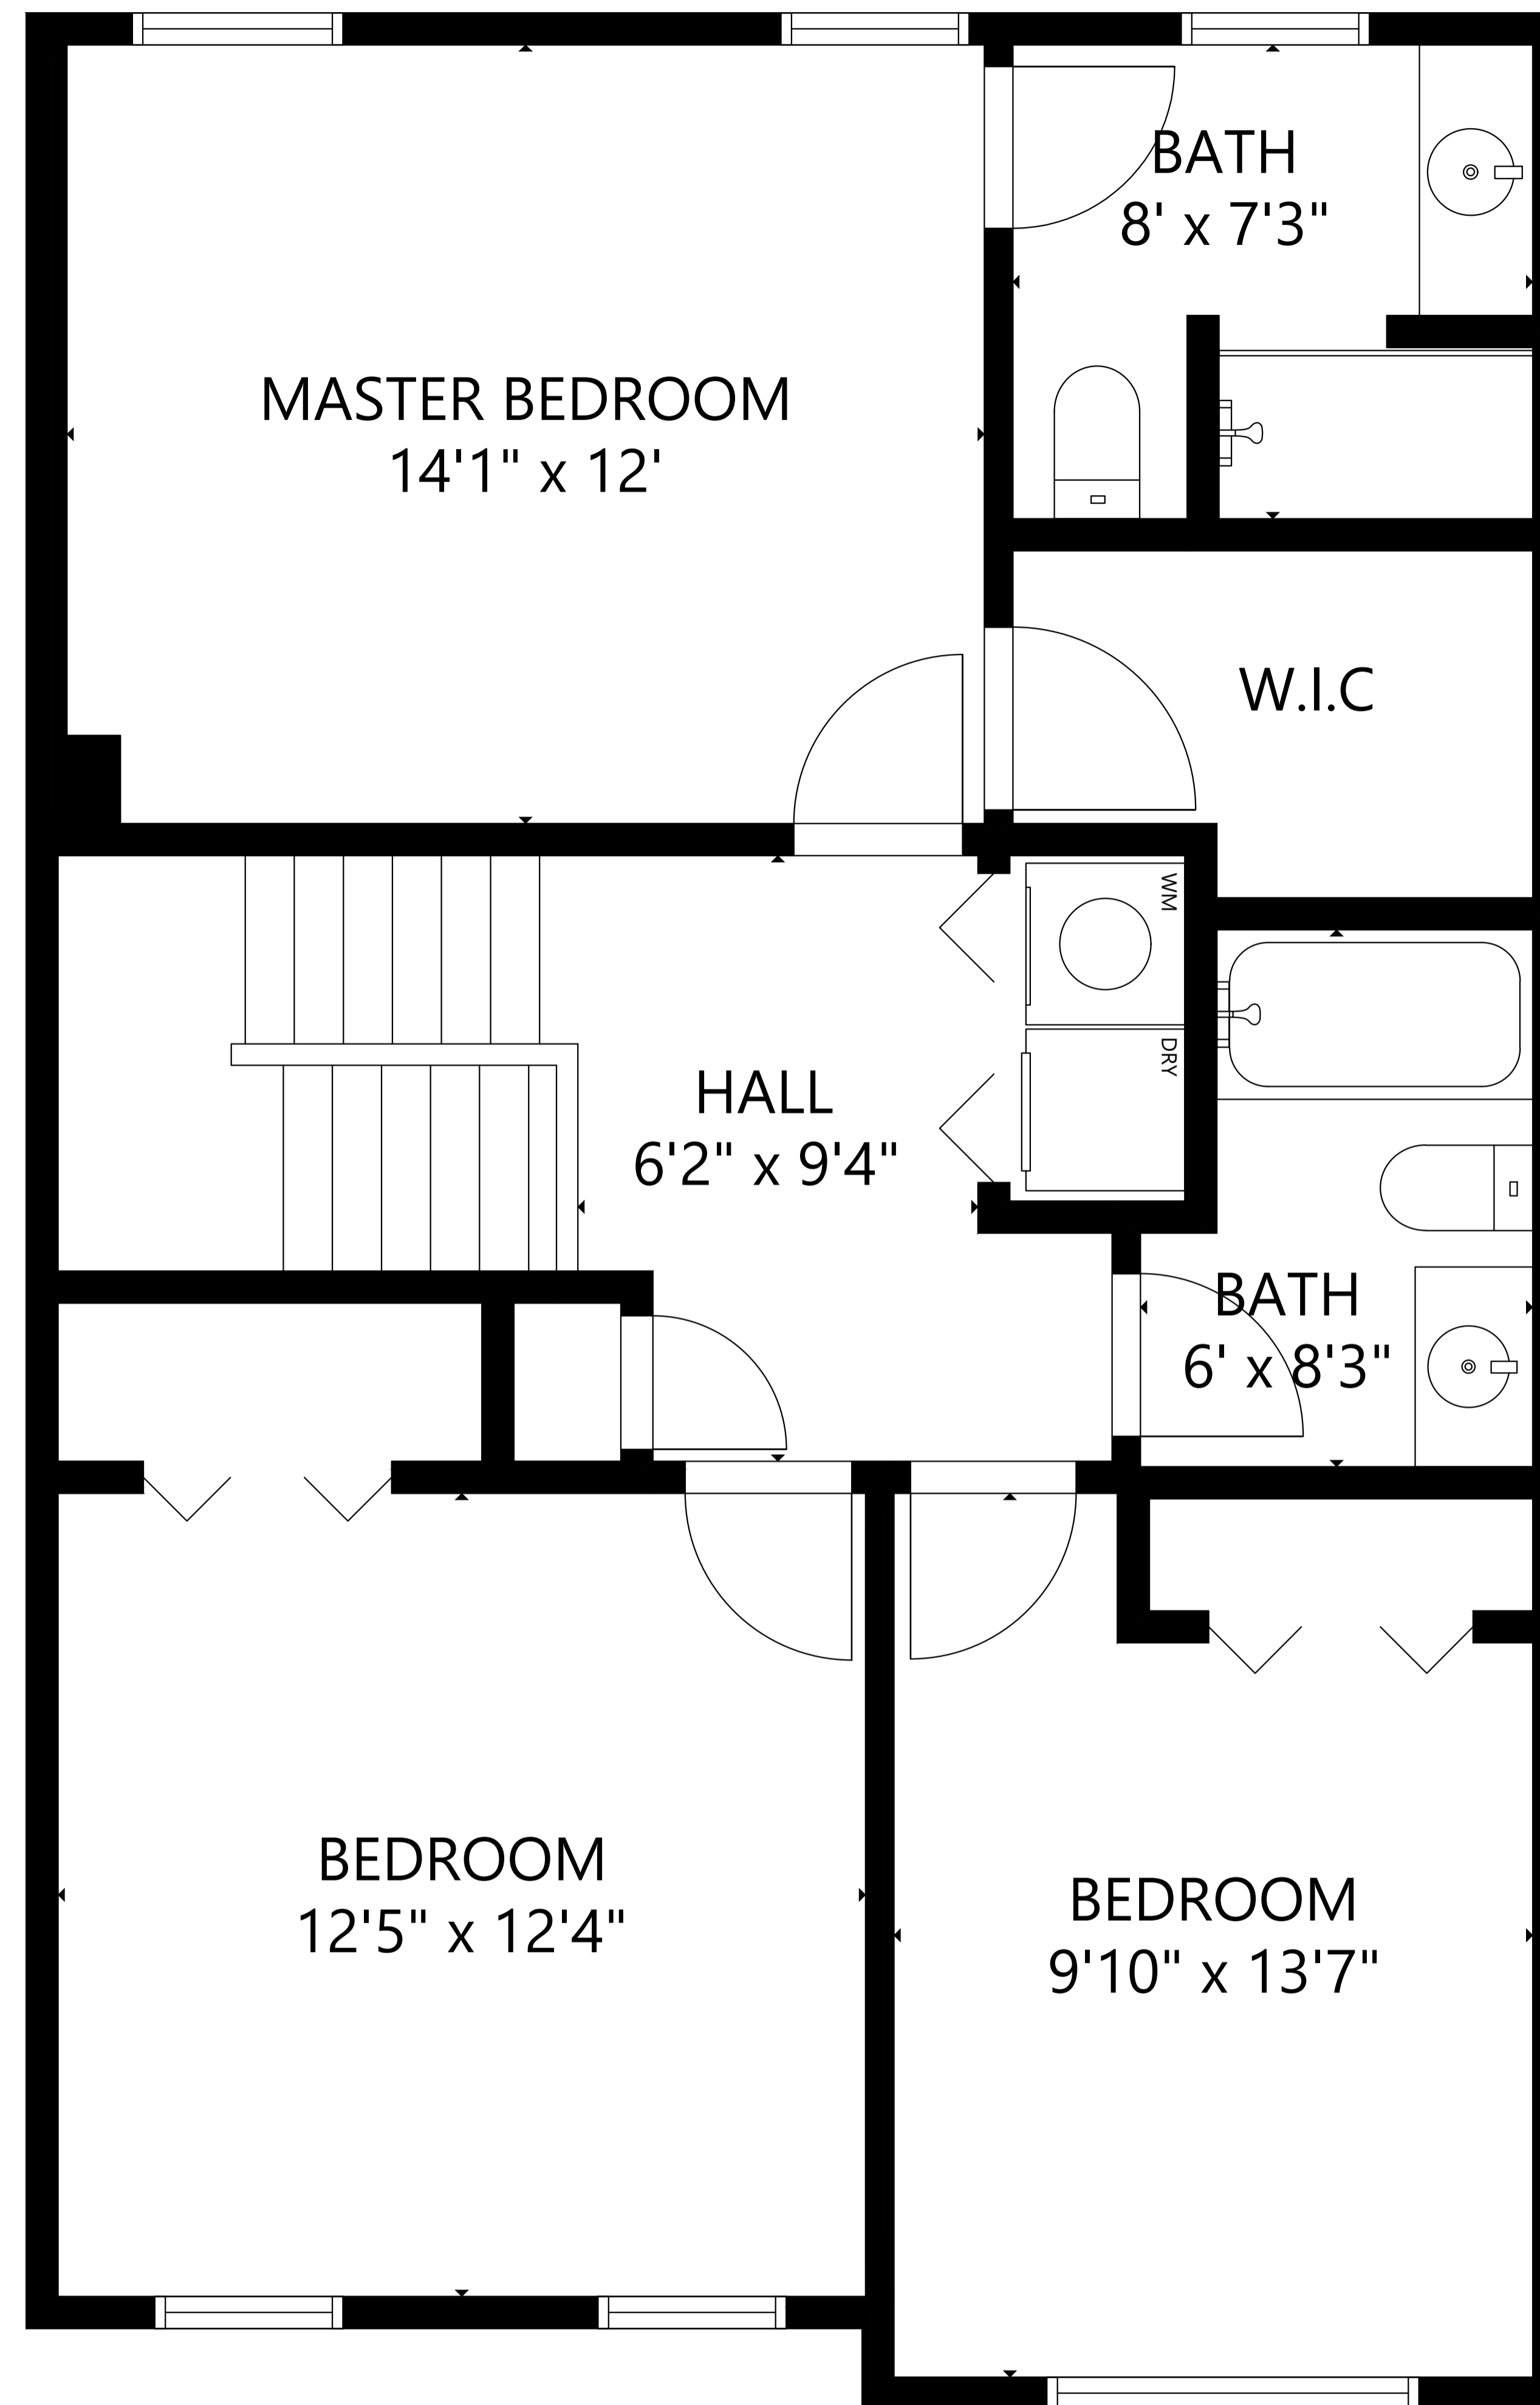 BATH
8' x 7'3"
MASTER BEDROOM
14'1" x 12'
W.I.C
WM
DRY
HALL
6'2" x 9'4"
BATH
6' x 8'3"
BEDROOM
12'5" x 12'4"
BEDROOM
9'10" x 13'7"